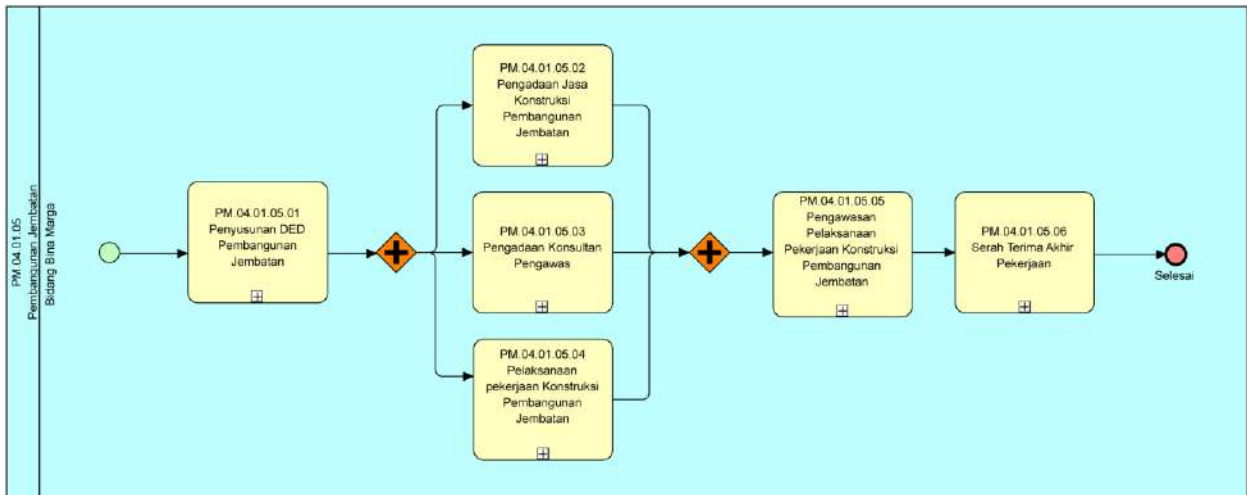 PM.04.01.05
Pembangunan Jembatan
Bidang Bina Marga
PM.04.01.05.01
Penyusunan DED
Pembangunan
Jembatan
PM.04.01.05.02
Pengadaan Jasa
Konstruksi
Pembangunan
Jembatan
PM.04.01.05.03
Pengadaan Konsultan
Pengawas
PM.04.01.05.04
Pelaksanaan
pekerjaan Konstruksi
Pembangunan
Jembatan
PM.04.01.05.05
Pengawasan
Pelaksanaan
Pekerjaan Konstruksi
Pembangunan
Jembatan
PM.04.01.05.06
Serah Terima Akhir
Pekerjaan
Selesai